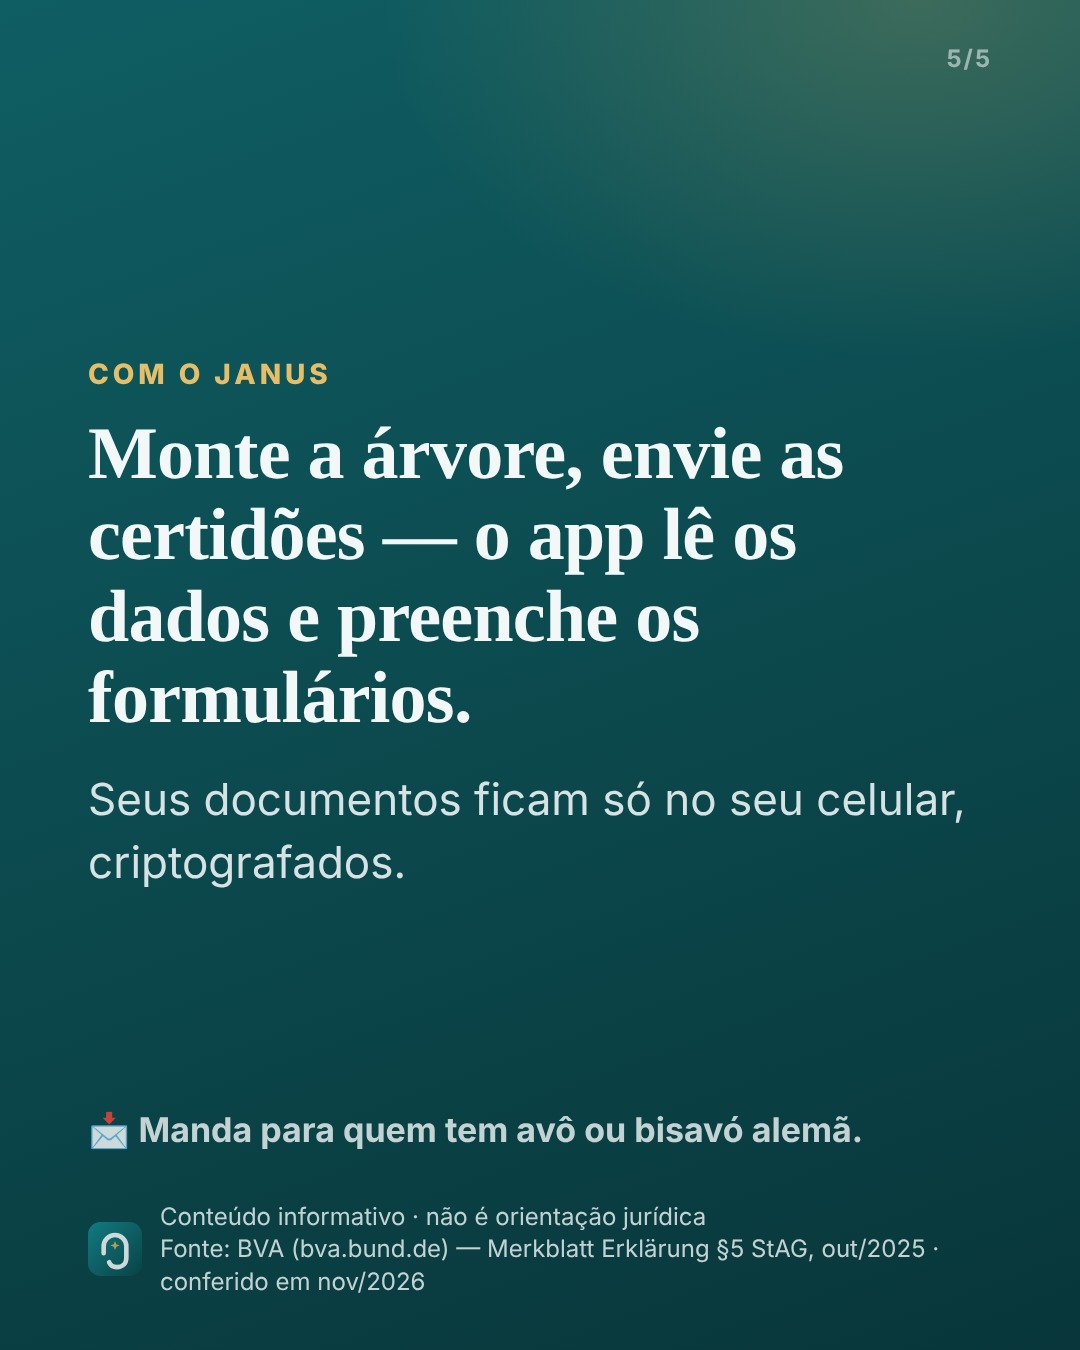 5/5
COM O JANUS
Monte a árvore, envie as
certidões — o app lê os
dados e preenche os
formulários.
Seus documentos ficam só no seu celular,
criptografados.
📩 Manda para quem tem avô ou bisavó alemã.
Conteúdo informativo · não é orientação jurídica
Fonte: BVA (bva.bund.de) — Merkblatt Erklärung §5 StAG, out/2025 ·
conferido em nov/2026